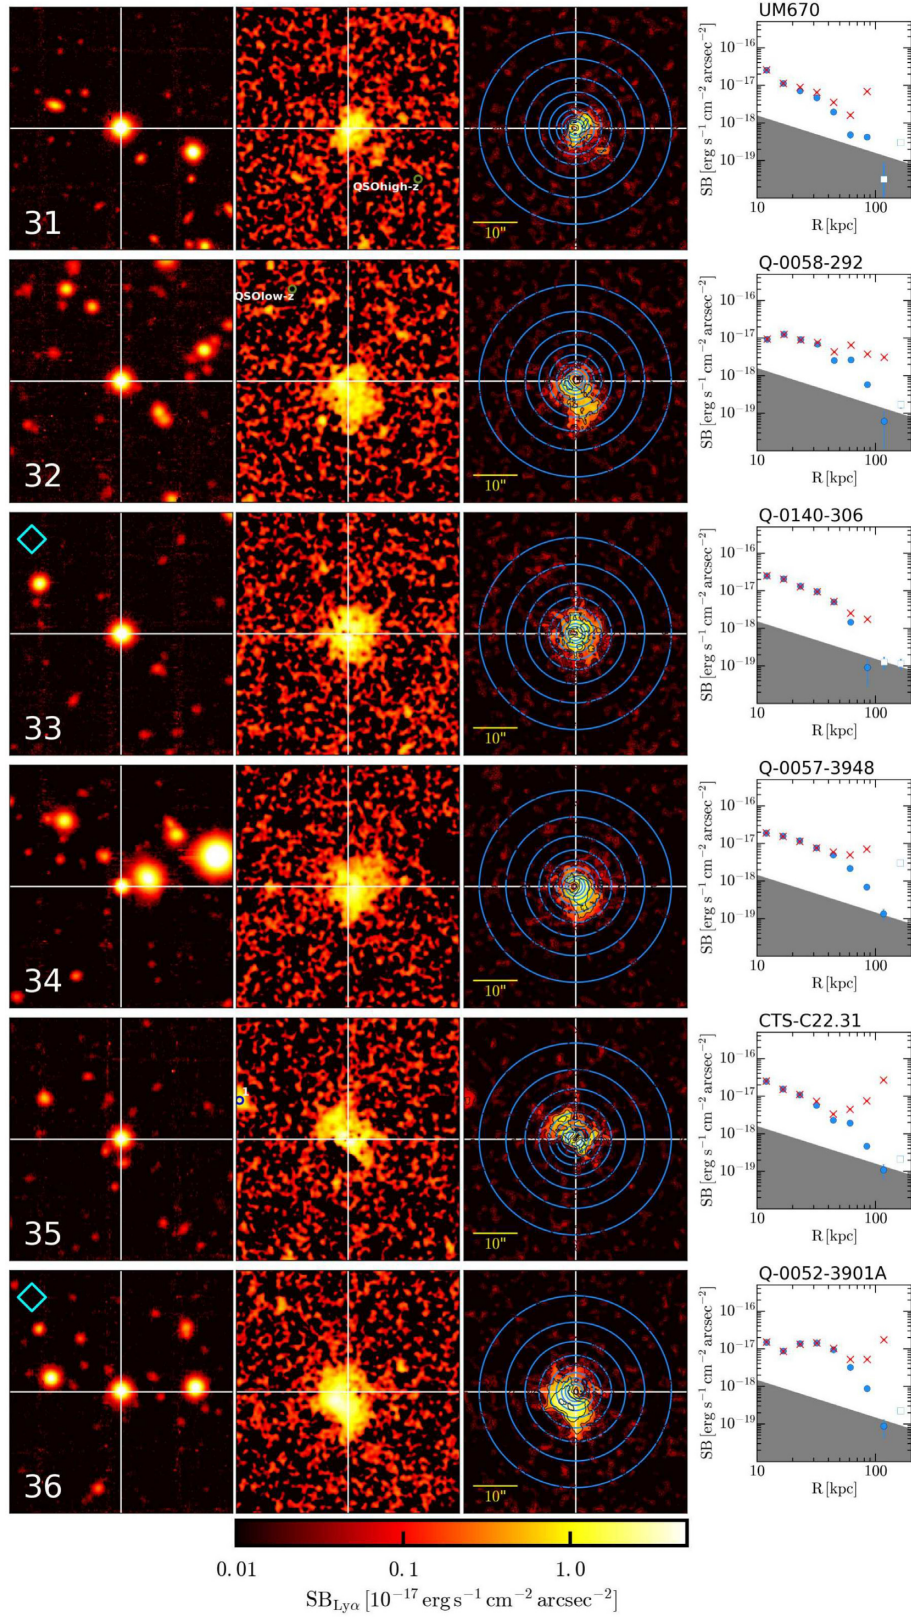 UM670
10⁻¹⁶
10⁻¹⁷
10⁻¹⁸
10⁻¹⁹
SB [erg s⁻¹ cm⁻² arcsec⁻²]
10 100
R [kpc]
31
QSOhigh-z
10"
Q-0058-292
10⁻¹⁶
10⁻¹⁷
10⁻¹⁸
10⁻¹⁹
SB [erg s⁻¹ cm⁻² arcsec⁻²]
10 100
R [kpc]
32
QSOlow-z
10"
Q-0140-306
10⁻¹⁶
10⁻¹⁷
10⁻¹⁸
10⁻¹⁹
SB [erg s⁻¹ cm⁻² arcsec⁻²]
10 100
R [kpc]
33
10"
Q-0057-3948
10⁻¹⁶
10⁻¹⁷
10⁻¹⁸
10⁻¹⁹
SB [erg s⁻¹ cm⁻² arcsec⁻²]
10 100
R [kpc]
34
10"
CTS-C22.31
10⁻¹⁶
10⁻¹⁷
10⁻¹⁸
10⁻¹⁹
SB [erg s⁻¹ cm⁻² arcsec⁻²]
10 100
R [kpc]
35
1
10"
Q-0052-3901A
10⁻¹⁶
10⁻¹⁷
10⁻¹⁸
10⁻¹⁹
SB [erg s⁻¹ cm⁻² arcsec⁻²]
10 100
R [kpc]
36
10"
0.01 0.1 1.0
SB_Lyα [10⁻¹⁷ erg s⁻¹ cm⁻² arcsec⁻²]